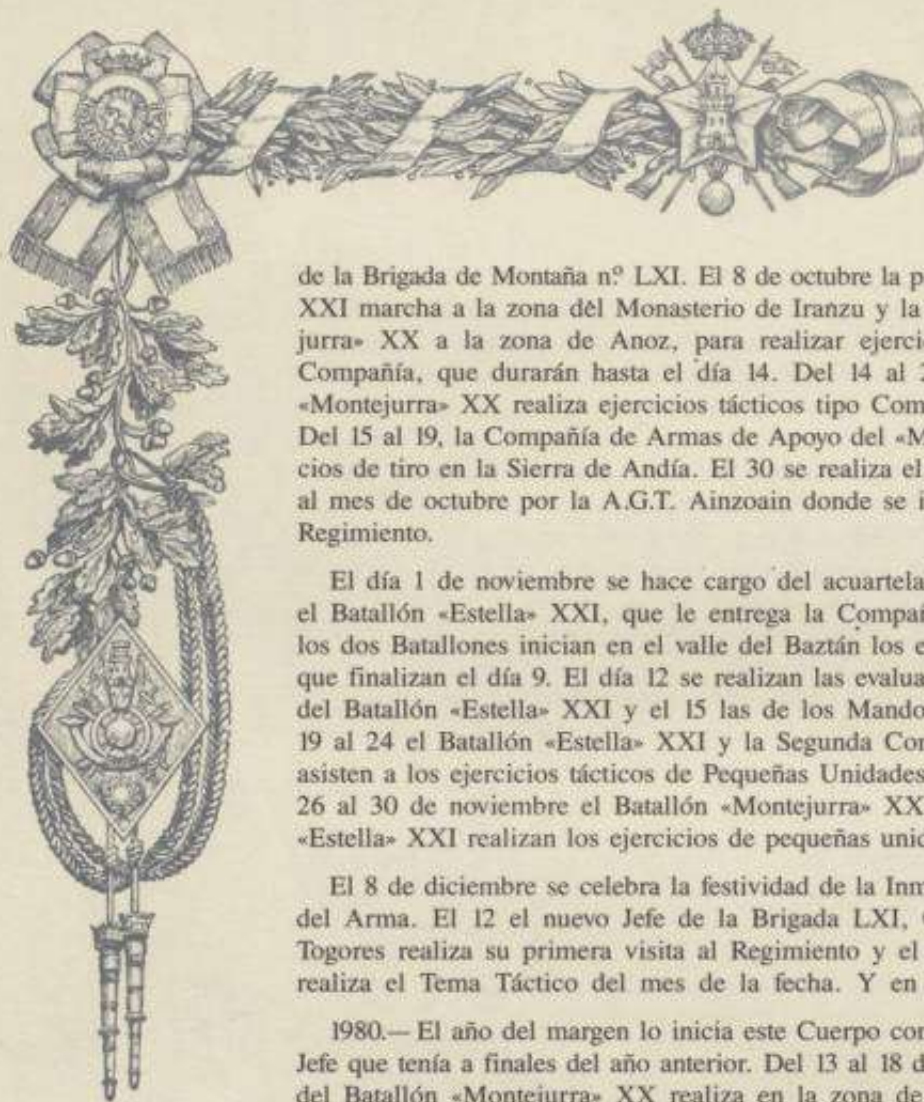 de la Brigada de Montaña n.º LXI. El 8 de octubre la p
XXI marcha a la zona del Monasterio de Iranzu y la
jurra» XX a la zona de Anoz, para realizar ejerci
Compañía, que durarán hasta el día 14. Del 14 al 2
«Montejurra» XX realiza ejercicios tácticos tipo Com
Del 15 al 19, la Compañía de Armas de Apoyo del «M
cios de tiro en la Sierra de Andía. El 30 se realiza el
al mes de octubre por la A.G.T. Ainzoain donde se i
Regimiento.
El día 1 de noviembre se hace cargo del acuartela
el Batallón «Estella» XXI, que le entrega la Compañ
los dos Batallones inician en el valle del Baztán los e
que finalizan el día 9. El día 12 se realizan las evalua
del Batallón «Estella» XXI y el 15 las de los Mando
19 al 24 el Batallón «Estella» XXI y la Segunda Con
asisten a los ejercicios tácticos de Pequeñas Unidades
26 al 30 de noviembre el Batallón «Montejurra» XX
«Estella» XXI realizan los ejercicios de pequeñas unid
El 8 de diciembre se celebra la festividad de la Inm
del Arma. El 12 el nuevo Jefe de la Brigada LXI,
Togores realiza su primera visita al Regimiento y el
realiza el Tema Táctico del mes de la fecha. Y en
1980.— El año del margen lo inicia este Cuerpo con
Jefe que tenía a finales del año anterior. Del 13 al 18 d
del Batallón «Montejurra» XX realiza en la zona de